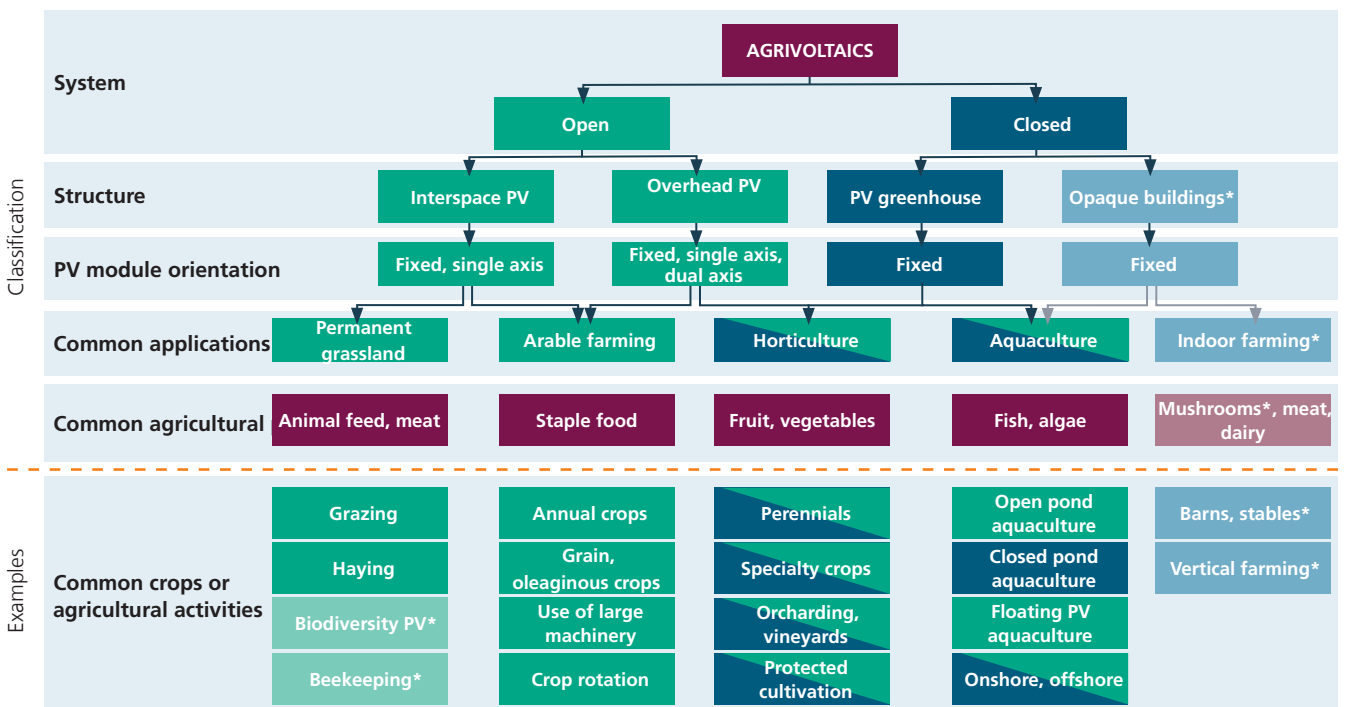 AGRIVOLTAICS
System
Open
Closed
Classification
Structure
Interspace PV
Overhead PV
PV greenhouse
Opaque buildings*
PV module orientation
Fixed, single axis
Fixed, single axis,
dual axis
Fixed
Fixed
Common applications
Permanent
grassland
Arable farming
Horticulture
Aquaculture
Indoor farming*
Common agricultural
Animal feed, meat
Staple food
Fruit, vegetables
Fish, algae
Mushrooms*, meat,
dairy
Examples
Common crops or
agricultural activities
Grazing
Haying
Biodiversity PV*
Beekeeping*
Annual crops
Grain,
oleaginous crops
Use of large
machinery
Crop rotation
Perennials
Specialty crops
Orcharding,
vineyards
Protected
cultivation
Open pond
aquaculture
Closed pond
aquaculture
Floating PV
aquaculture
Onshore, offshore
Barns, stables*
Vertical farming*